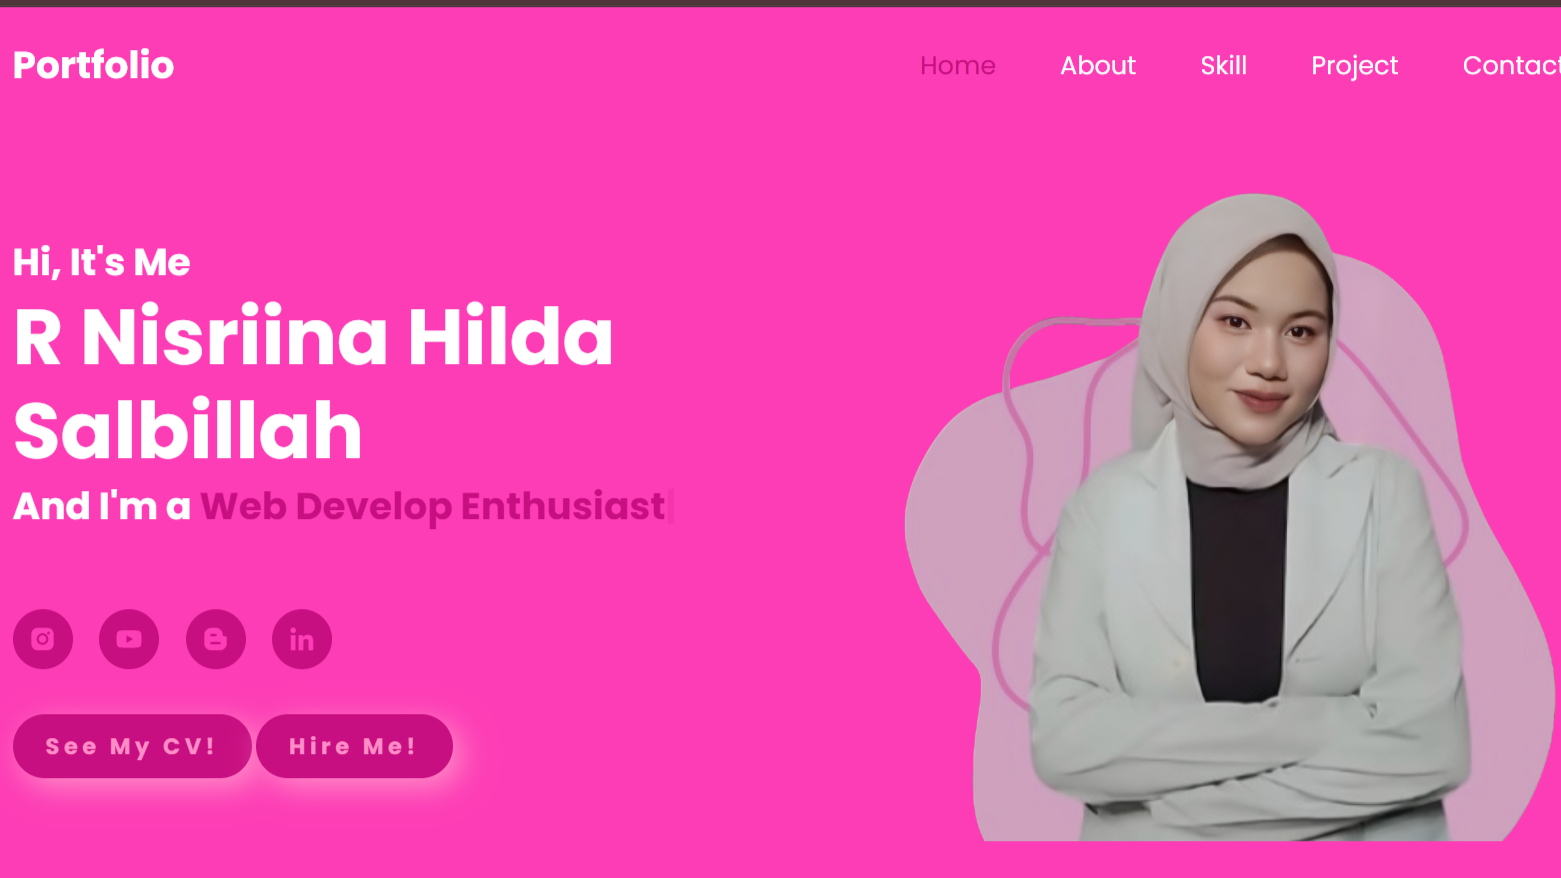 Portfolio
Home About Skill Project Contact
Hi, It's Me
R Nisriina Hilda
Salbillah
And I'm a Web Develop Enthusiast
See My CV! Hire Me!